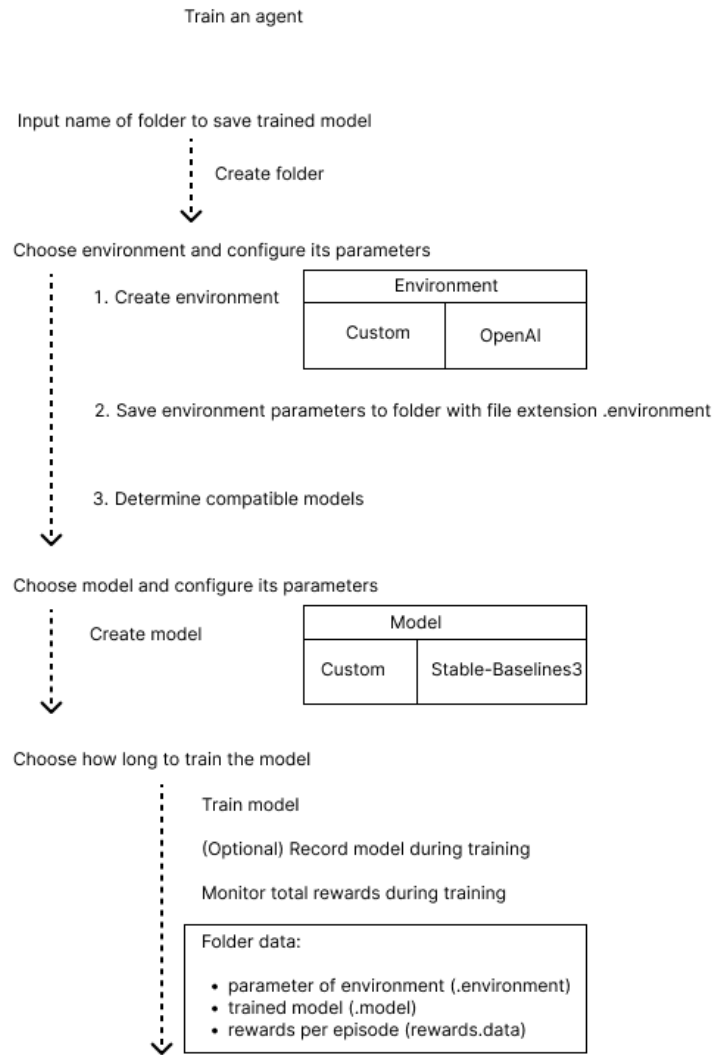 Train an agent
Input name of folder to save trained model
Create folder
Choose environment and configure its parameters
1. Create environment
Environment
Custom
OpenAI
2. Save environment parameters to folder with file extension .environment
3. Determine compatible models
Choose model and configure its parameters
Create model
Model
Custom
Stable-Baselines3
Choose how long to train the model
Train model
(Optional) Record model during training
Monitor total rewards during training
Folder data:
• parameter of environment (.environment)
• trained model (.model)
• rewards per episode (rewards.data)